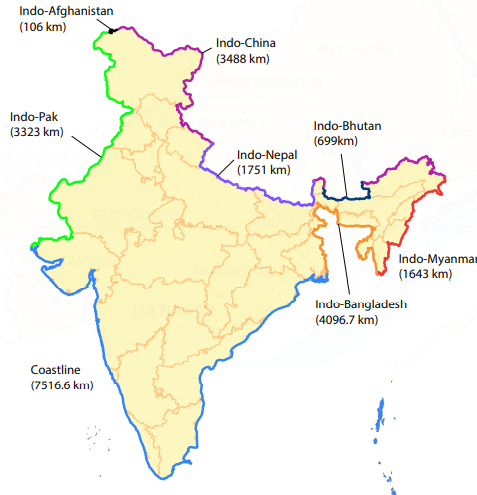 Indo-Afghanistan
(106 km)
Indo-China
(3488 km)
Indo-Pak
(3323 km)
Indo-Bhutan
(699km)
Indo-Nepal
(1751 km)
Indo-Myanmar
(1643 km)
Indo-Bangladesh
(4096.7 km)
Coastline
(7516.6 km)